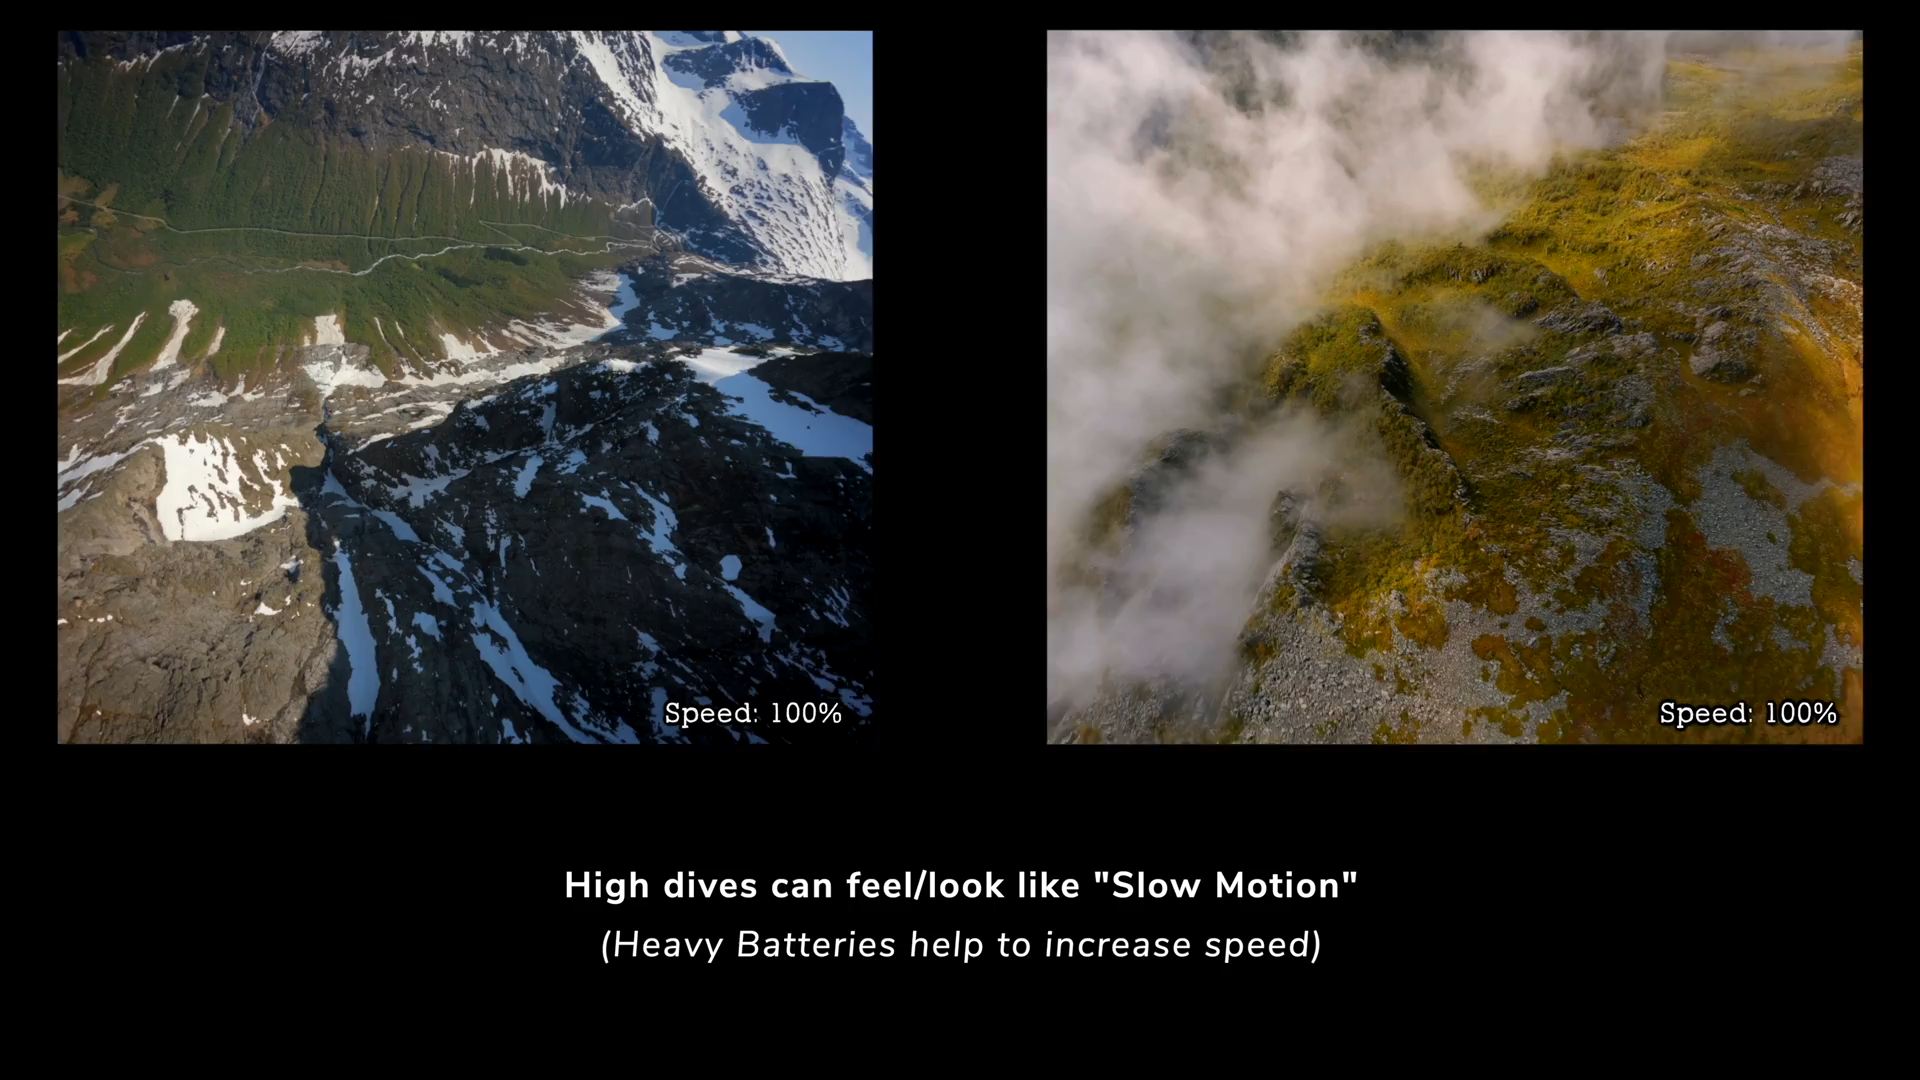 Speed: 100%
Speed: 100%
High dives can feel/look like "Slow Motion"
(Heavy Batteries help to increase speed)